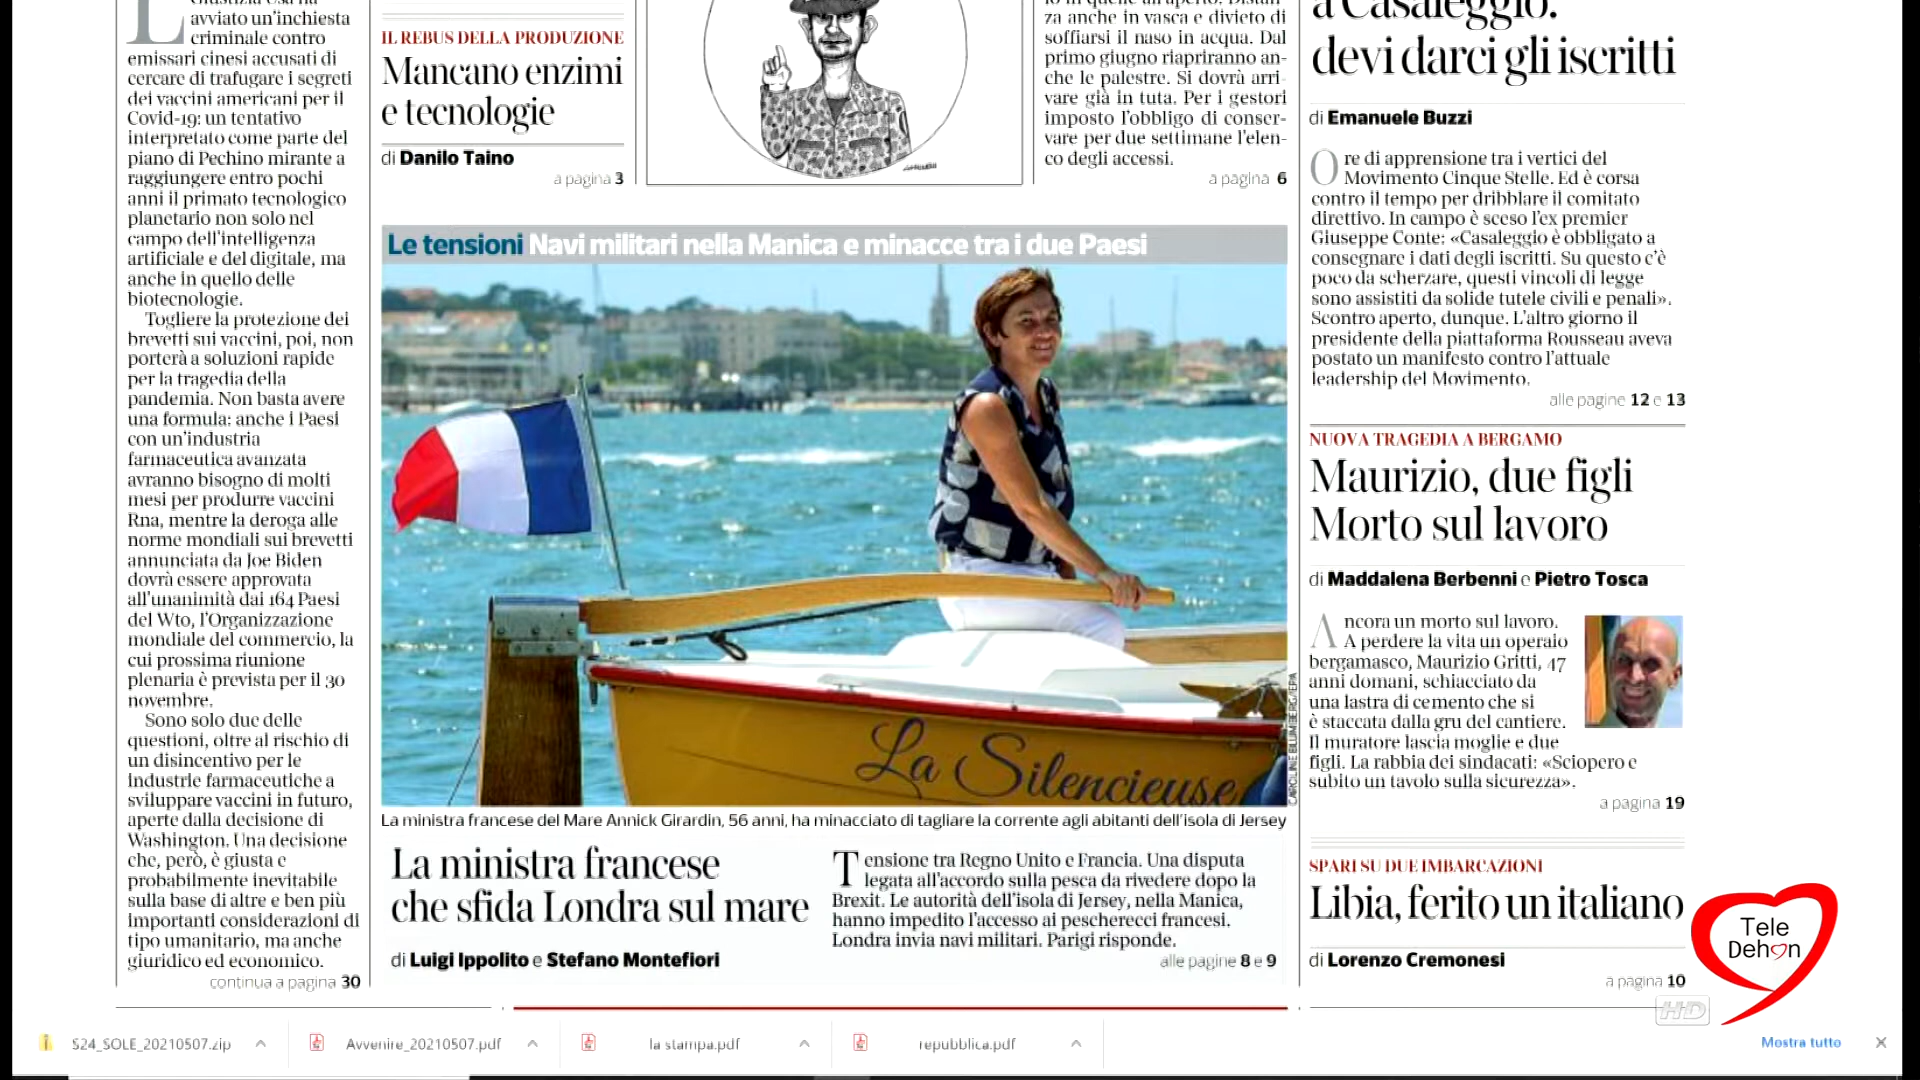 Giustizia Usa ha
avviato un'inchiesta
criminale contro
emissari cinesi accusati di
cercare di trafugare i segreti
dei vaccini americani per il
Covid-19: un tentativo
interpretato come parte del
piano di Pechino mirante a
raggiungere entro pochi
anni il primato tecnologico
planetario non solo nel
campo dell'intelligenza
artificiale e del digitale, ma
anche in quello delle
biotecnologie.
Togliere la protezione dei
brevetti sui vaccini, poi, non
porterà a soluzioni rapide
per la tragedia della
pandemia. Non basta avere
una formula: anche i Paesi
con un'industria
farmaceutica avanzata
avranno bisogno di molti
mesi per produrre vaccini
Rna, mentre la deroga alle
norme mondiali sui brevetti
annunciata da Joe Biden
dovrà essere approvata
all'unanimità dai 164 Paesi
del Wto, l'Organizzazione
mondiale del commercio, la
cui prossima riunione
plenaria è prevista per il 30
novembre.
Sono solo due delle
questioni, oltre al rischio di
un disincentivo per le
industrie farmaceutiche a
sviluppare vaccini in futuro,
aperte dalla decisione di
Washington. Una decisione
che, però, è giusta e
probabilmente inevitabile
sulla base di altre e ben più
importanti considerazioni di
tipo umanitario, ma anche
giuridico ed economico.
continua a pagina 30
IL REBUS DELLA PRODUZIONE
Mancano enzimi
e tecnologie
di Danilo Taino
a pagina 3
lo in quelle all'aperto. Distan-
za anche in vasca e divieto di
soffiarsi il naso in acqua. Dal
primo giugno riapriranno an-
che le palestre. Si dovrà arri-
vare già in tuta. Per i gestori
imposto l'obbligo di conser-
vare per due settimane l'elen-
co degli accessi.
a pagina 6
Le tensioni Navi militari nella Manica e minacce tra i due Paesi
La Silencieuse
CAROLINE BLUMBERG/EPA
La ministra francese del Mare Annick Girardin, 56 anni, ha minacciato di tagliare la corrente agli abitanti dell'isola di Jersey
La ministra francese
che sfida Londra sul mare
di Luigi Ippolito e Stefano Montefiori
Tensione tra Regno Unito e Francia. Una disputa
legata all'accordo sulla pesca da rivedere dopo la
Brexit. Le autorità dell'isola di Jersey, nella Manica,
hanno impedito l'accesso ai pescherecci francesi.
Londra invia navi militari. Parigi risponde.
alle pagine 8 e 9
a Casaleggio:
devi darci gli iscritti
di Emanuele Buzzi
Ore di apprensione tra i vertici del
Movimento Cinque Stelle. Ed è corsa
contro il tempo per dribblare il comitato
direttivo. In campo è sceso l'ex premier
Giuseppe Conte: «Casaleggio è obbligato a
consegnare i dati degli iscritti. Su questo c'è
poco da scherzare, questi vincoli di legge
sono assistiti da solide tutele civili e penali».
Scontro aperto, dunque. L'altro giorno il
presidente della piattaforma Rousseau aveva
postato un manifesto contro l'attuale
leadership del Movimento.
alle pagine 12 e 13
NUOVA TRAGEDIA A BERGAMO
Maurizio, due figli
Morto sul lavoro
di Maddalena Berbenni e Pietro Tosca
Ancora un morto sul lavoro.
A perdere la vita un operaio
bergamasco, Maurizio Gritti, 47
anni domani, schiacciato da
una lastra di cemento che si
è staccata dalla gru del cantiere.
Il muratore lascia moglie e due
figli. La rabbia dei sindacati: «Sciopero e
subito un tavolo sulla sicurezza».
a pagina 19
SPARI SU DUE IMBARCAZIONI
Libia, ferito un italiano
di Lorenzo Cremonesi
a pagina 10
Tele
Dehon
HD
S24_SOLE_20210507.zip
Avvenire_20210507.pdf
la stampa.pdf
repubblica.pdf
Mostra tutto